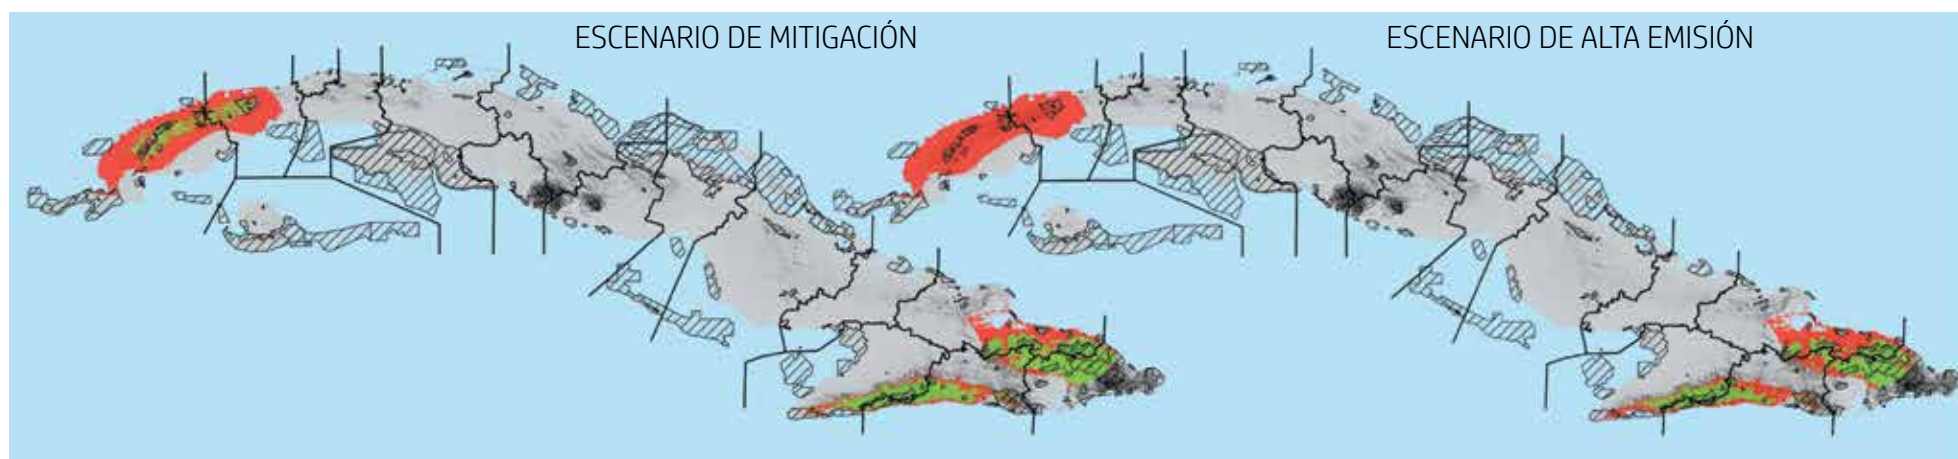 ESCENARIO DE MITIGACIÓN
ESCENARIO DE ALTA EMISIÓN